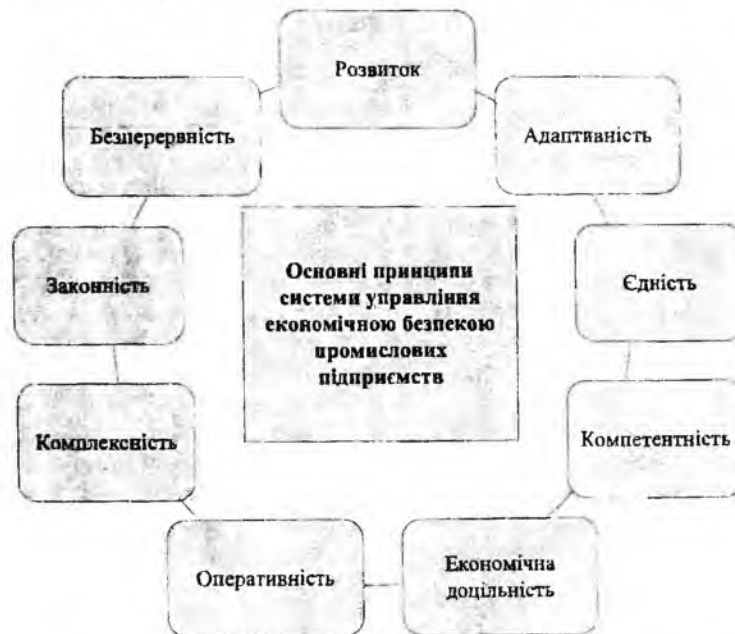 Розвиток
Безперервність
Адаптивність
Основні принципи
системи управління
економічною безпекою
промислових
підприємств
Законність
Єдність
Комплексність
Компетентність
Оперативність
Економічна
доцільність